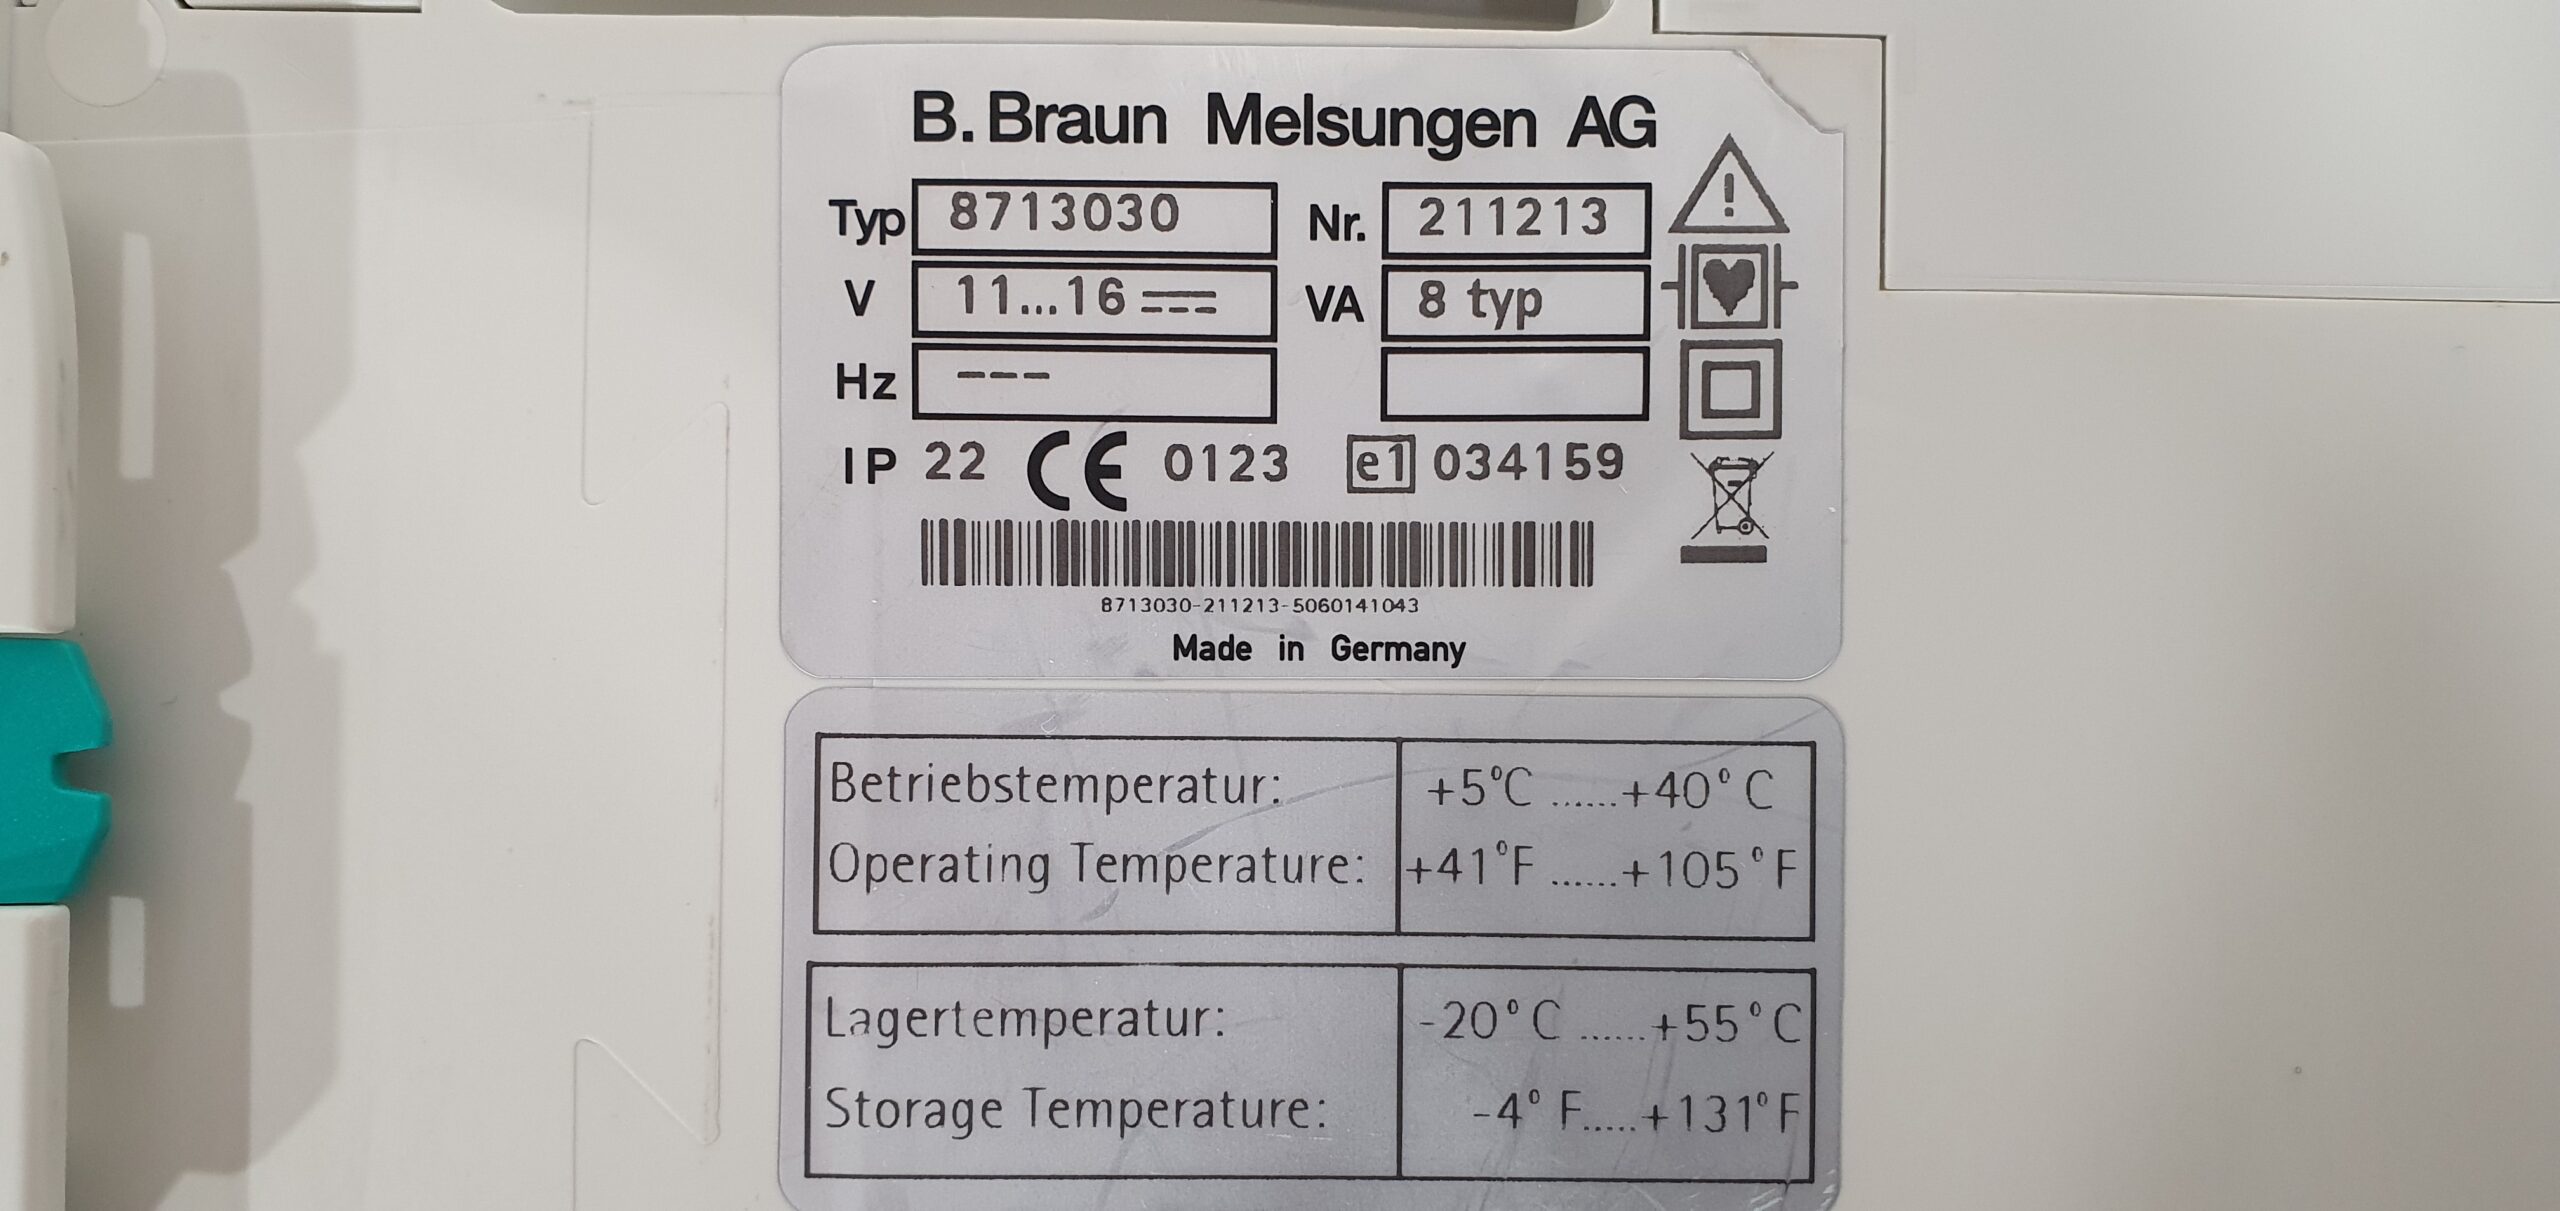 B. Braun Melsungen AG
Typ 8713030 Nr. 211213
V 11...16 VA 8 typ
Hz ---
IP 22 CE 0123 e1 034159
8713030-211213-5060141043
Made in Germany
Betriebstemperatur: +5°C ......+40° C
Operating Temperature: +41°F ......+105°F
Lagertemperatur: -20°C ......+55°C
Storage Temperature: -4° F.....+131°F